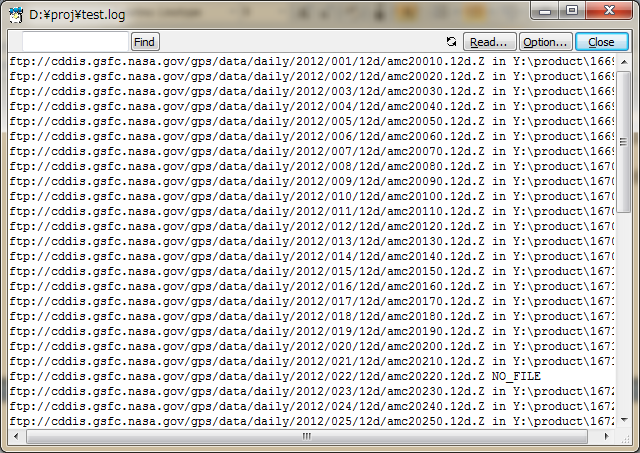 D:¥proj¥test.log
Find Read... Option... Close
ftp://cddis.gsfc.nasa.gov/gps/data/daily/2012/001/12d/amc20010.12d.Z in Y:\product\1669
ftp://cddis.gsfc.nasa.gov/gps/data/daily/2012/002/12d/amc20020.12d.Z in Y:\product\1669
ftp://cddis.gsfc.nasa.gov/gps/data/daily/2012/003/12d/amc20030.12d.Z in Y:\product\1669
ftp://cddis.gsfc.nasa.gov/gps/data/daily/2012/004/12d/amc20040.12d.Z in Y:\product\1669
ftp://cddis.gsfc.nasa.gov/gps/data/daily/2012/005/12d/amc20050.12d.Z in Y:\product\1669
ftp://cddis.gsfc.nasa.gov/gps/data/daily/2012/006/12d/amc20060.12d.Z in Y:\product\1669
ftp://cddis.gsfc.nasa.gov/gps/data/daily/2012/007/12d/amc20070.12d.Z in Y:\product\1669
ftp://cddis.gsfc.nasa.gov/gps/data/daily/2012/008/12d/amc20080.12d.Z in Y:\product\1670
ftp://cddis.gsfc.nasa.gov/gps/data/daily/2012/009/12d/amc20090.12d.Z in Y:\product\1670
ftp://cddis.gsfc.nasa.gov/gps/data/daily/2012/010/12d/amc20100.12d.Z in Y:\product\1670
ftp://cddis.gsfc.nasa.gov/gps/data/daily/2012/011/12d/amc20110.12d.Z in Y:\product\1670
ftp://cddis.gsfc.nasa.gov/gps/data/daily/2012/012/12d/amc20120.12d.Z in Y:\product\1670
ftp://cddis.gsfc.nasa.gov/gps/data/daily/2012/013/12d/amc20130.12d.Z in Y:\product\1670
ftp://cddis.gsfc.nasa.gov/gps/data/daily/2012/014/12d/amc20140.12d.Z in Y:\product\1670
ftp://cddis.gsfc.nasa.gov/gps/data/daily/2012/015/12d/amc20150.12d.Z in Y:\product\1671
ftp://cddis.gsfc.nasa.gov/gps/data/daily/2012/016/12d/amc20160.12d.Z in Y:\product\1671
ftp://cddis.gsfc.nasa.gov/gps/data/daily/2012/017/12d/amc20170.12d.Z in Y:\product\1671
ftp://cddis.gsfc.nasa.gov/gps/data/daily/2012/018/12d/amc20180.12d.Z in Y:\product\1671
ftp://cddis.gsfc.nasa.gov/gps/data/daily/2012/019/12d/amc20190.12d.Z in Y:\product\1671
ftp://cddis.gsfc.nasa.gov/gps/data/daily/2012/020/12d/amc20200.12d.Z in Y:\product\1671
ftp://cddis.gsfc.nasa.gov/gps/data/daily/2012/021/12d/amc20210.12d.Z in Y:\product\1671
ftp://cddis.gsfc.nasa.gov/gps/data/daily/2012/022/12d/amc20220.12d.Z NO_FILE
ftp://cddis.gsfc.nasa.gov/gps/data/daily/2012/023/12d/amc20230.12d.Z in Y:\product\1672
ftp://cddis.gsfc.nasa.gov/gps/data/daily/2012/024/12d/amc20240.12d.Z in Y:\product\1672
ftp://cddis.gsfc.nasa.gov/gps/data/daily/2012/025/12d/amc20250.12d.Z in Y:\product\1672